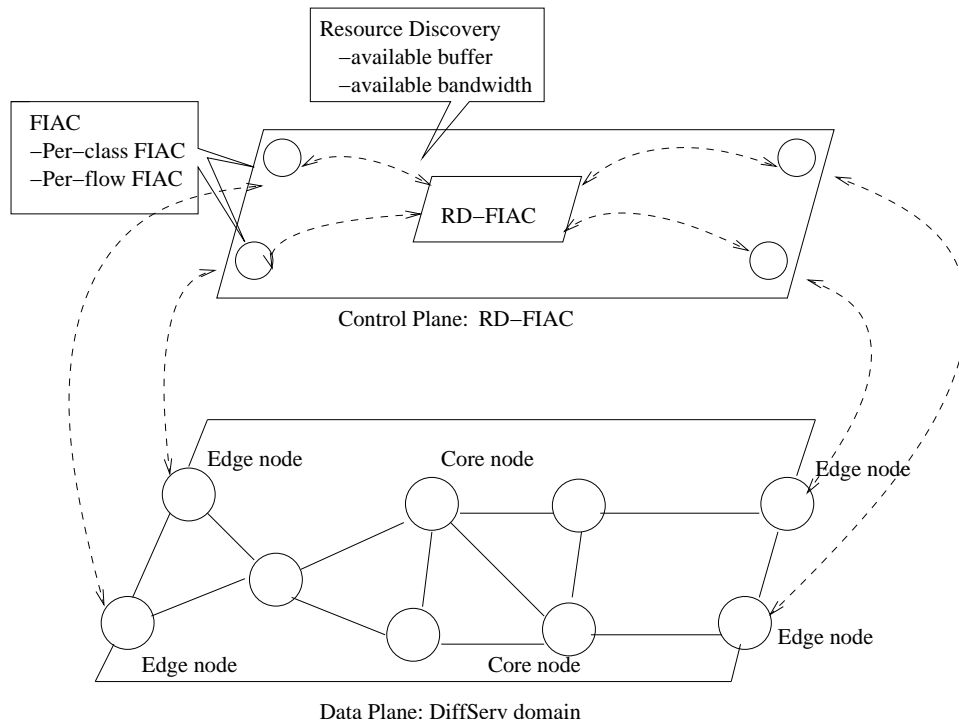 Resource Discovery
−available buffer
−available bandwidth
FIAC
−Per−class FIAC
−Per−flow FIAC
RD−FIAC
Control Plane: RD−FIAC
Edge node
Core node
Edge node
Edge node
Core node
Edge node
Data Plane: DiffServ domain